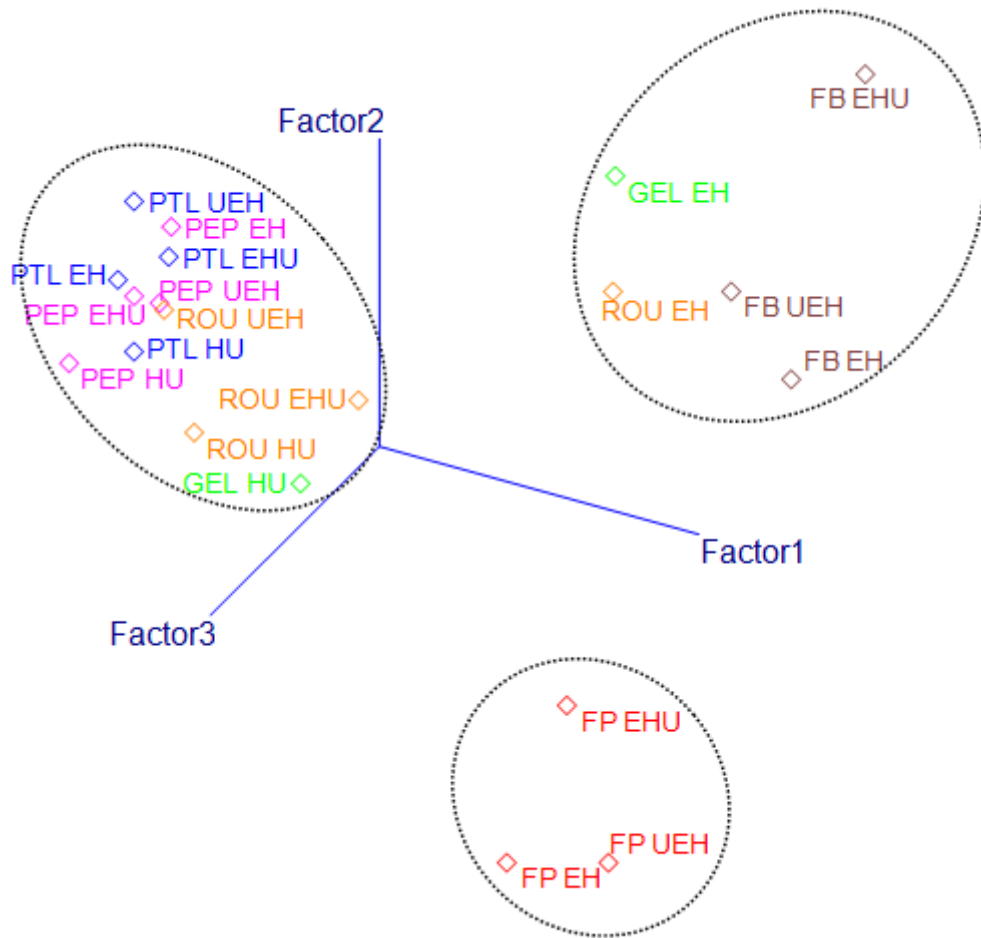 FB EHU
Factor2
GEL EH
PTL UEH
PEP EH
PTL EHU
PTL EH
PEP UEH
ROU EH
FB UEH
PEP EHU
ROU UEH
PTL HU
FB EH
PEP HU
ROU EHU
ROU HU
GEL HU
Factor1
Factor3
FP EHU
FP UEH
FP EH